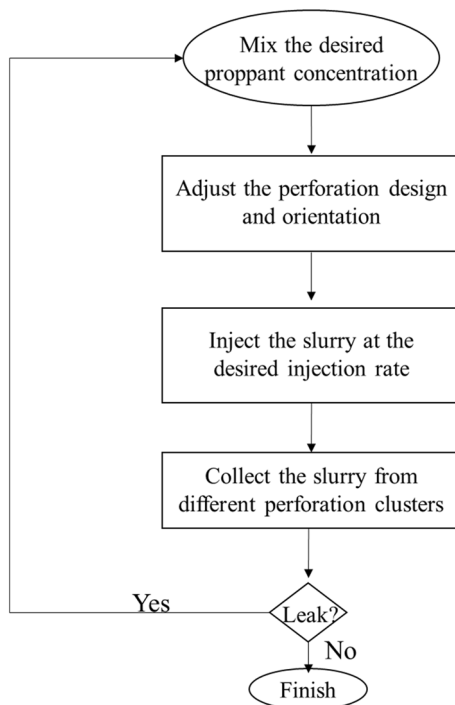 Mix the desired
proppant concentration
Adjust the perforation design
and orientation
Inject the slurry at the
desired injection rate
Collect the slurry from
different perforation clusters
Yes
Leak?
No
Finish